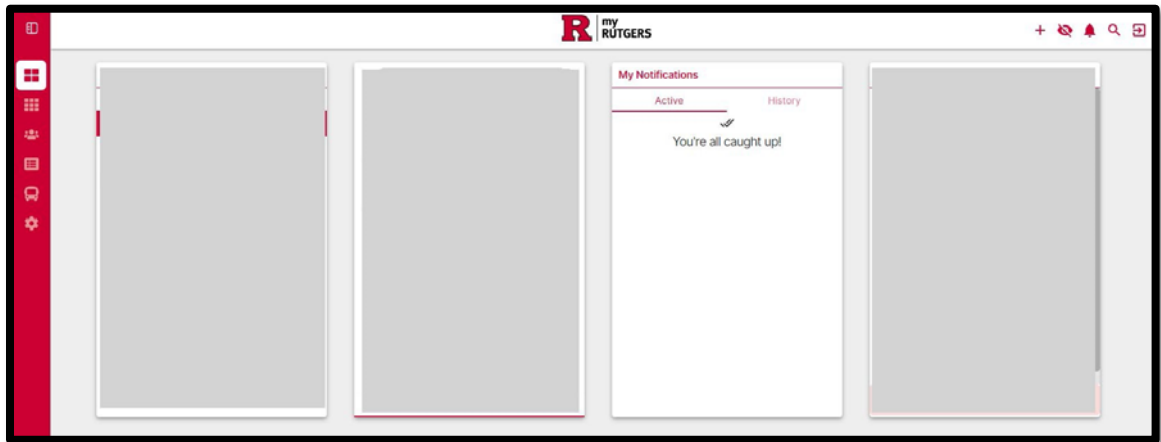 R my
RUTGERS
My Notifications
Active History
You're all caught up!